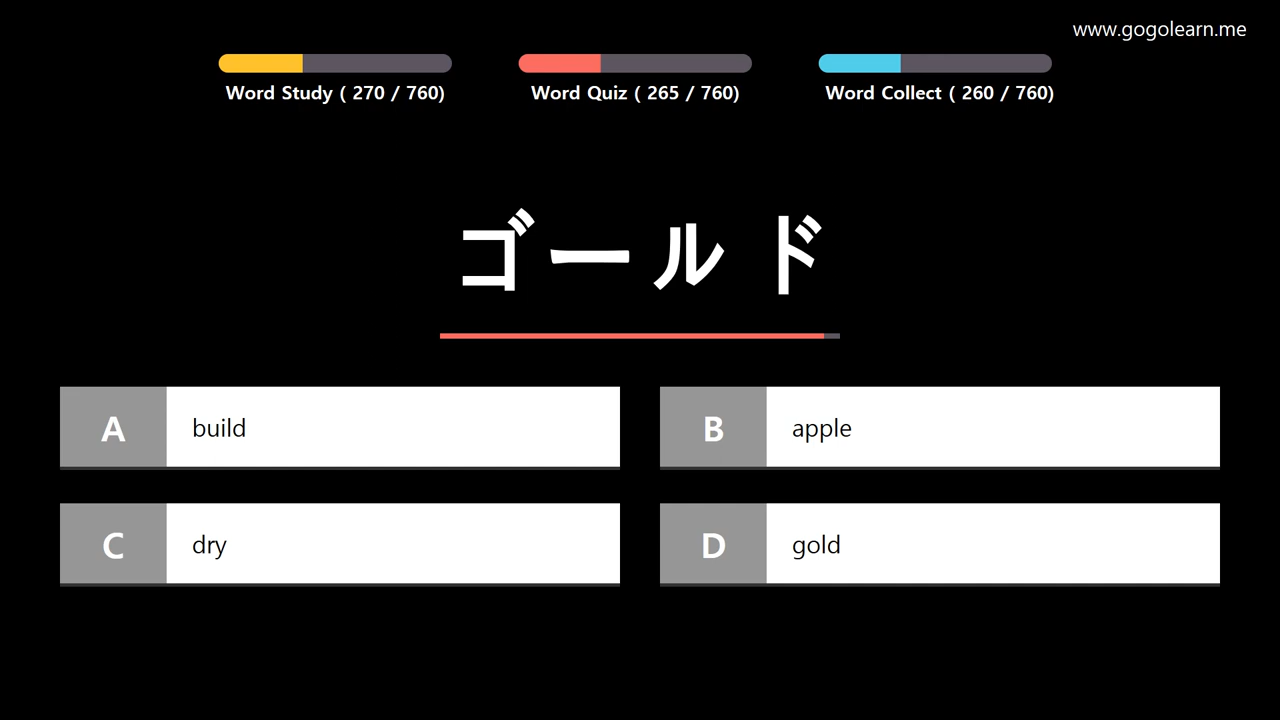 www.gogolearn.me
Word Study ( 270 / 760)
Word Quiz ( 265 / 760)
Word Collect ( 260 / 760)
ゴールド
A build
B apple
C dry
D gold